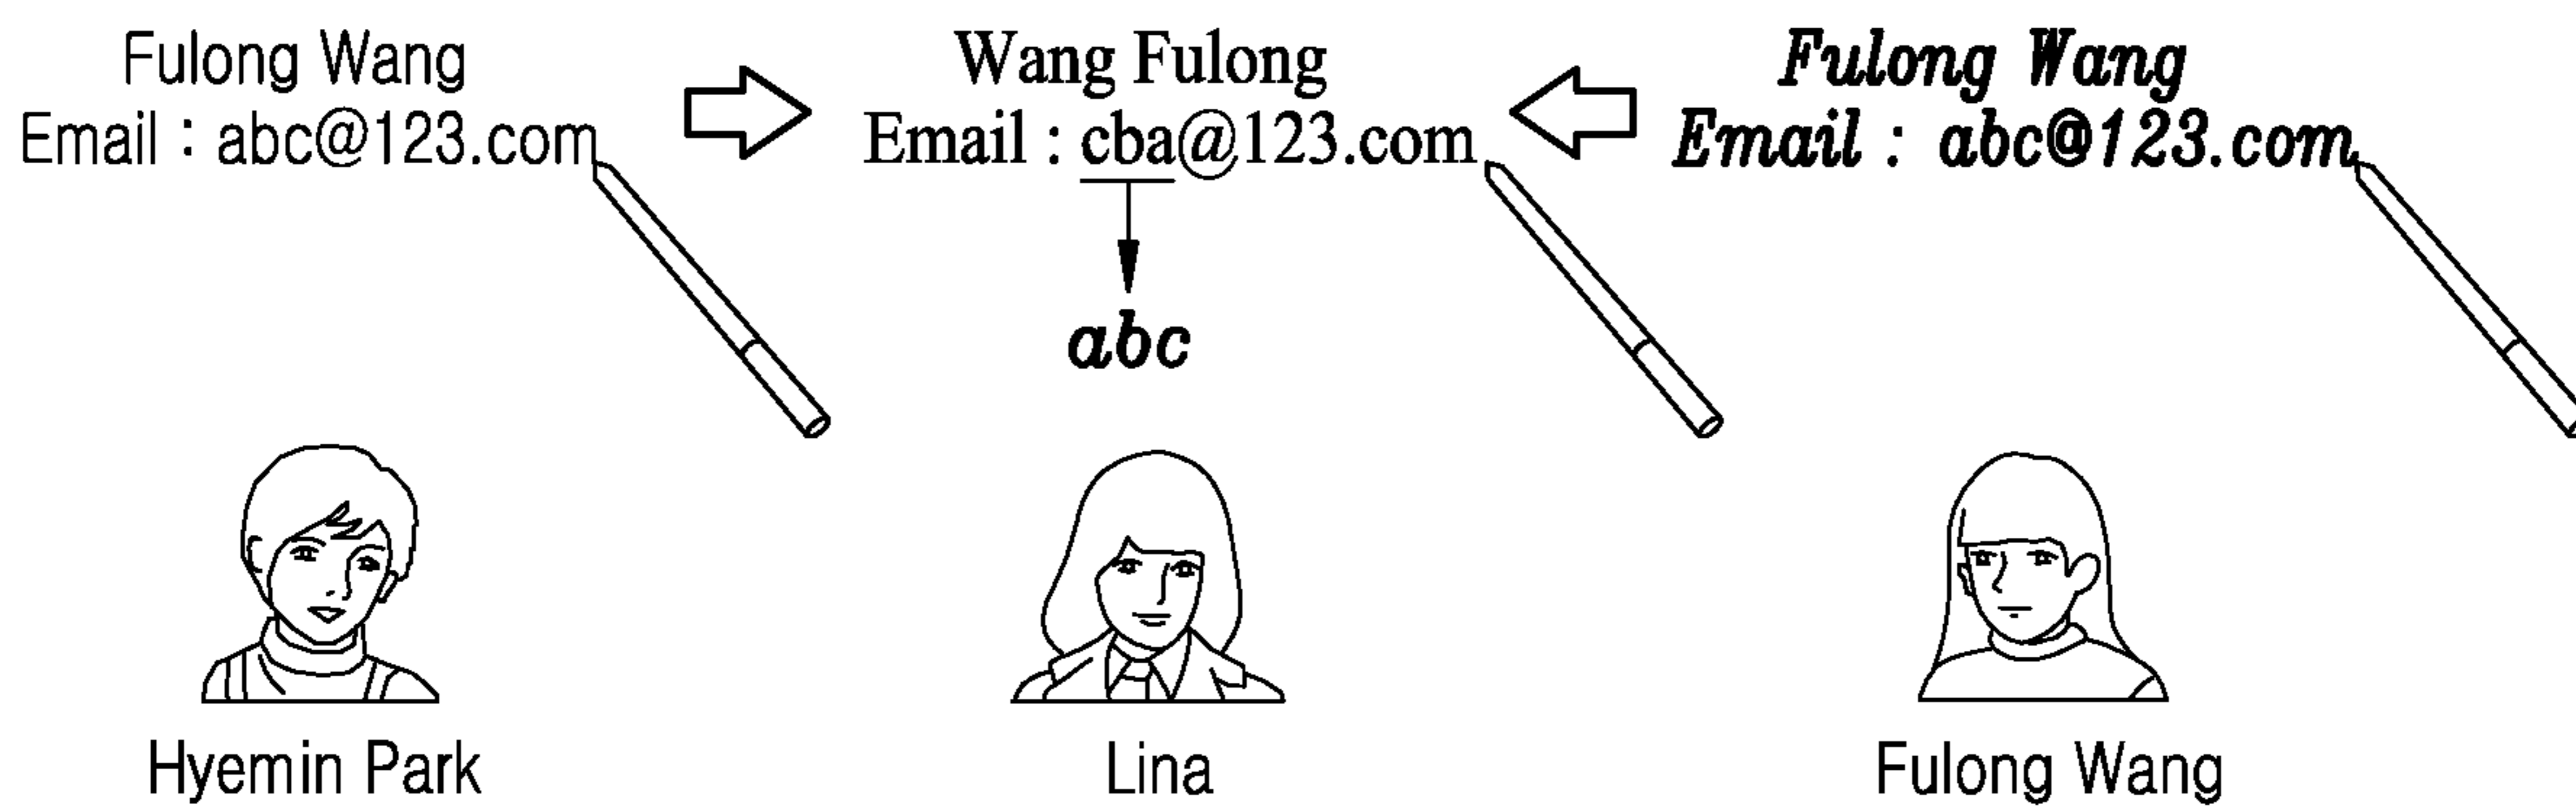 Fulong Wang
Email : abc@123.com
Wang Fulong
Email : cba@123.com
abc
Fulong Wang
Email : abc@123.com
Hyemin Park
Lina
Fulong Wang